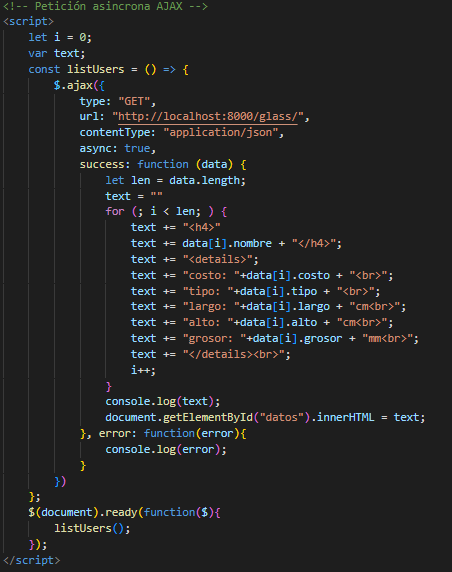 <!-- Petición asincrona AJAX -->
<script>
    let i = 0;
    var text;
    const listUsers = () => {
        $.ajax({
            type: "GET",
            url: "http://localhost:8000/glass/",
            contentType: "application/json",
            async: true,
            success: function (data) {
                let len = data.length;
                text = ""
                for (; i < len; ) {
                    text += "<h4>"
                    text += data[i].nombre + "</h4>";
                    text += "<details>";
                    text += "costo: "+data[i].costo + "<br>";
                    text += "tipo: "+data[i].tipo + "<br>";
                    text += "largo: "+data[i].largo + "cm<br>";
                    text += "alto: "+data[i].alto + "cm<br>";
                    text += "grosor: "+data[i].grosor + "mm<br>";
                    text += "</details><br>";
                    i++;
                }
                console.log(text);
                document.getElementById("datos").innerHTML = text;
            }, error: function(error){
                console.log(error);
            }
        })
    };
    $(document).ready(function($){
        listUsers();
    });
</script>